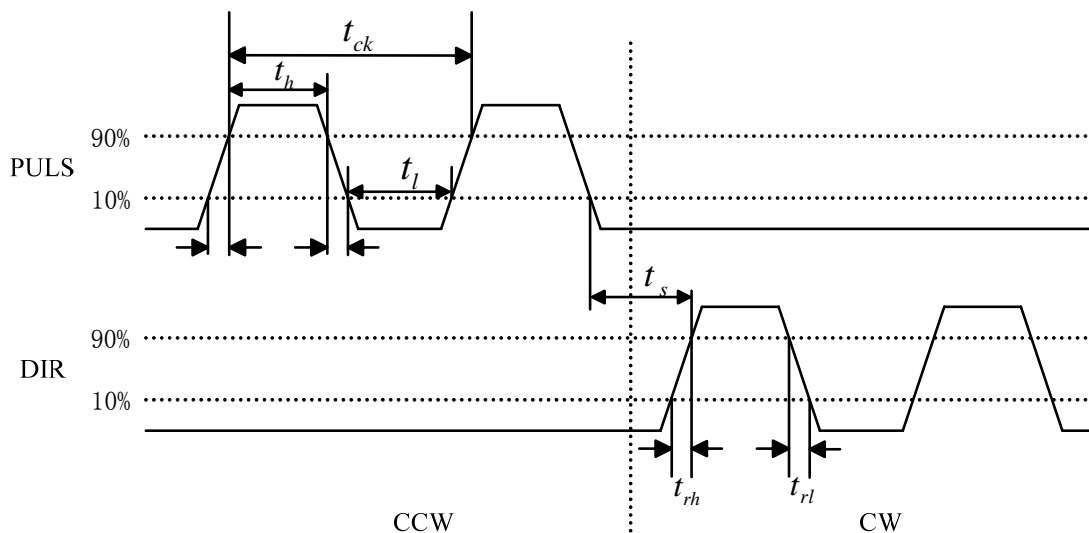 t_ck
t_h
90%
PULS
t_l
10%
t_s
90%
DIR
10%
t_rh
t_rl
CCW
CW